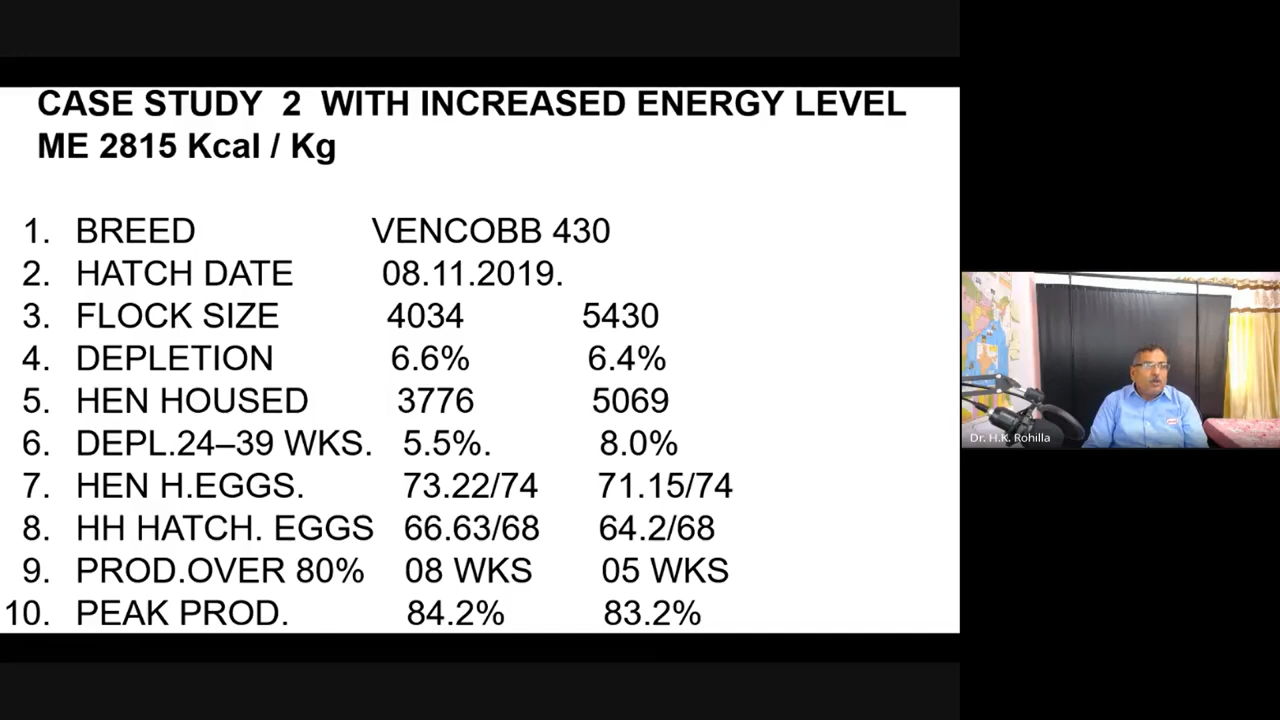 CASE STUDY 2 WITH INCREASED ENERGY LEVEL
ME 2815 Kcal / Kg
1. BREED VENCOBB 430
2. HATCH DATE 08.11.2019.
3. FLOCK SIZE 4034 5430
4. DEPLETION 6.6% 6.4%
5. HEN HOUSED 3776 5069
6. DEPL.24–39 WKS. 5.5%. 8.0%
7. HEN H.EGGS. 73.22/74 71.15/74
8. HH HATCH. EGGS 66.63/68 64.2/68
9. PROD.OVER 80% 08 WKS 05 WKS
10. PEAK PROD. 84.2% 83.2%
Dr. H.K. Rohilla